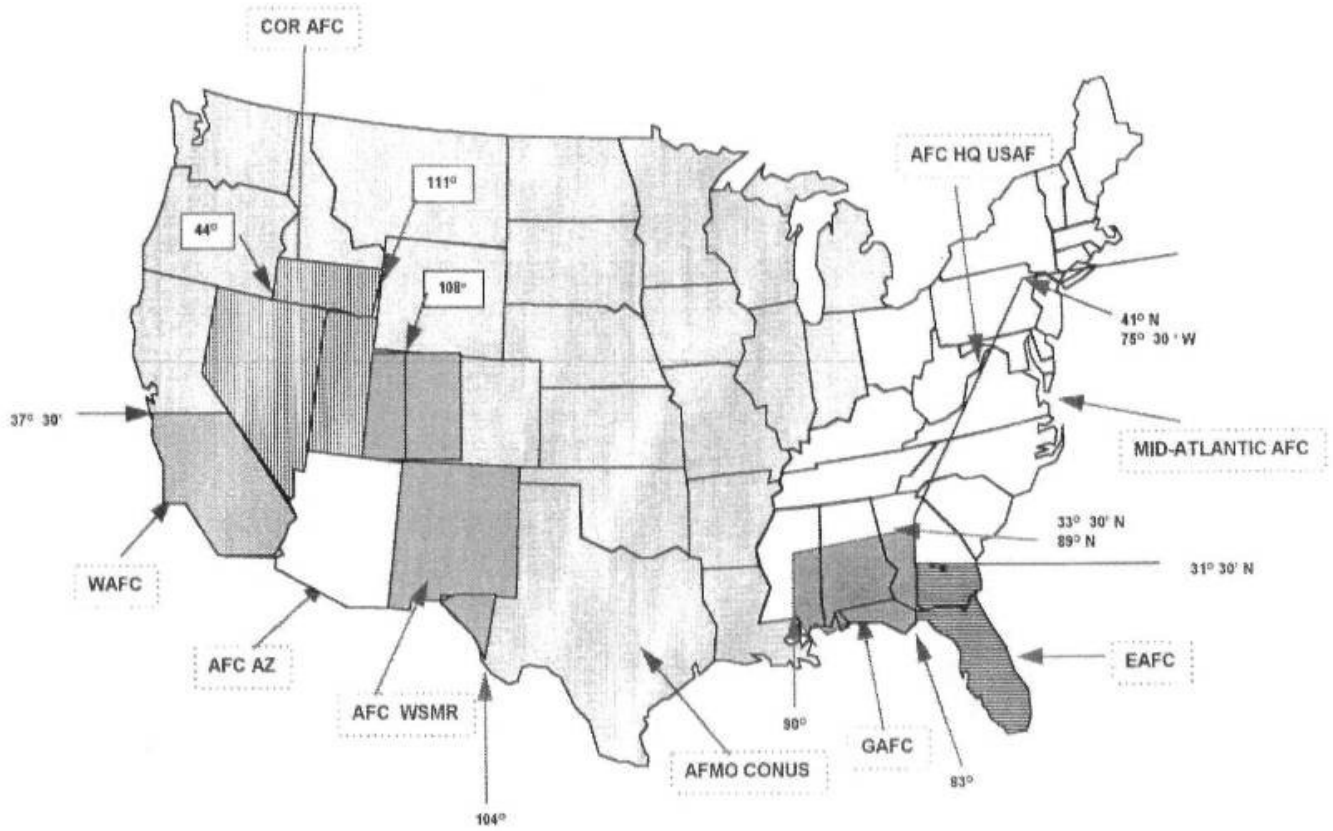 COR AFC
AFC HQ USAF
111°
44°
108°
41° N
75° 30 ' W
37° 30'
MID-ATLANTIC AFC
33° 30' N
89° N
31° 30' N
WAFC
AFC AZ
EAFC
AFC WSMR
90°
GAFC
AFMO CONUS
83°
104°